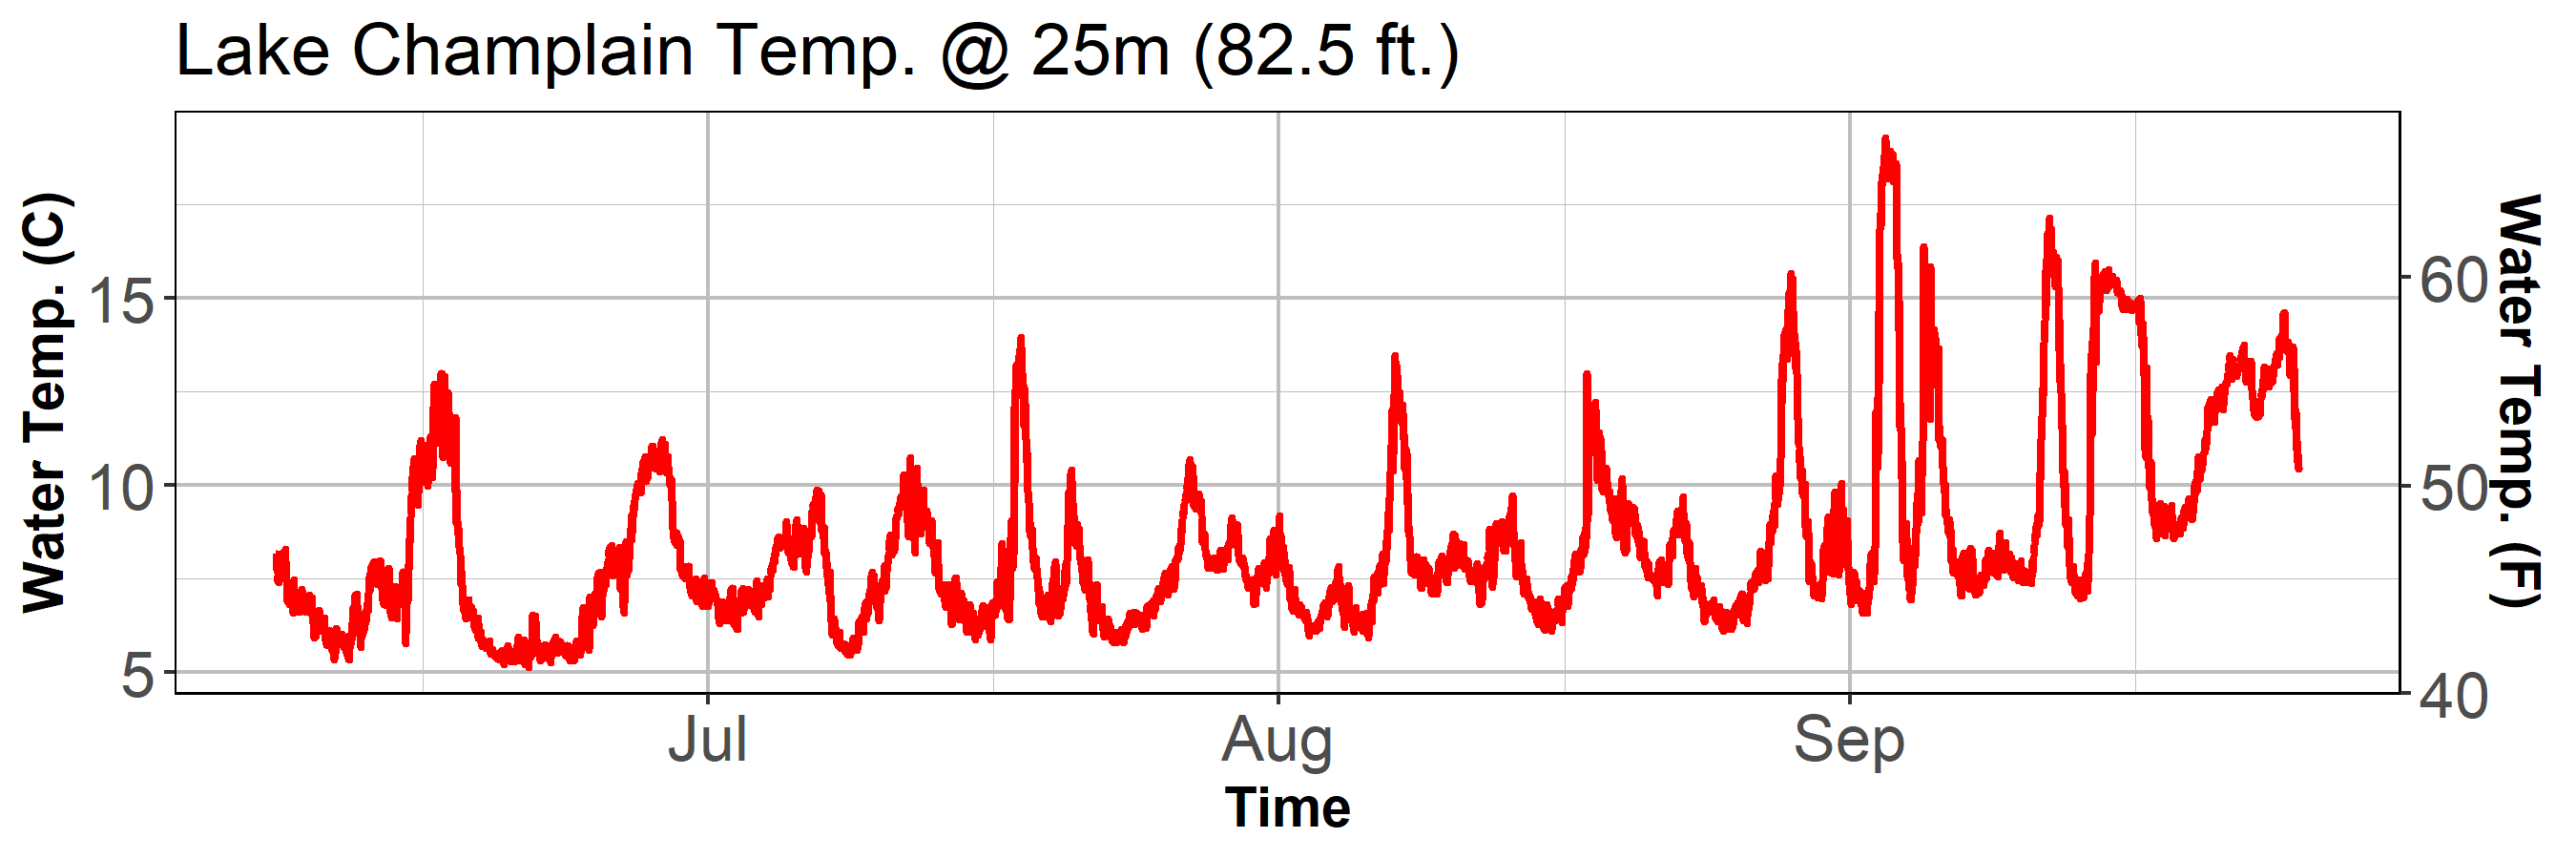 Lake Champlain Temp. @ 25m (82.5 ft.)
Water Temp. (C)
15
10
5
60
50
40
Water Temp. (F)
Jul Aug Sep
Time